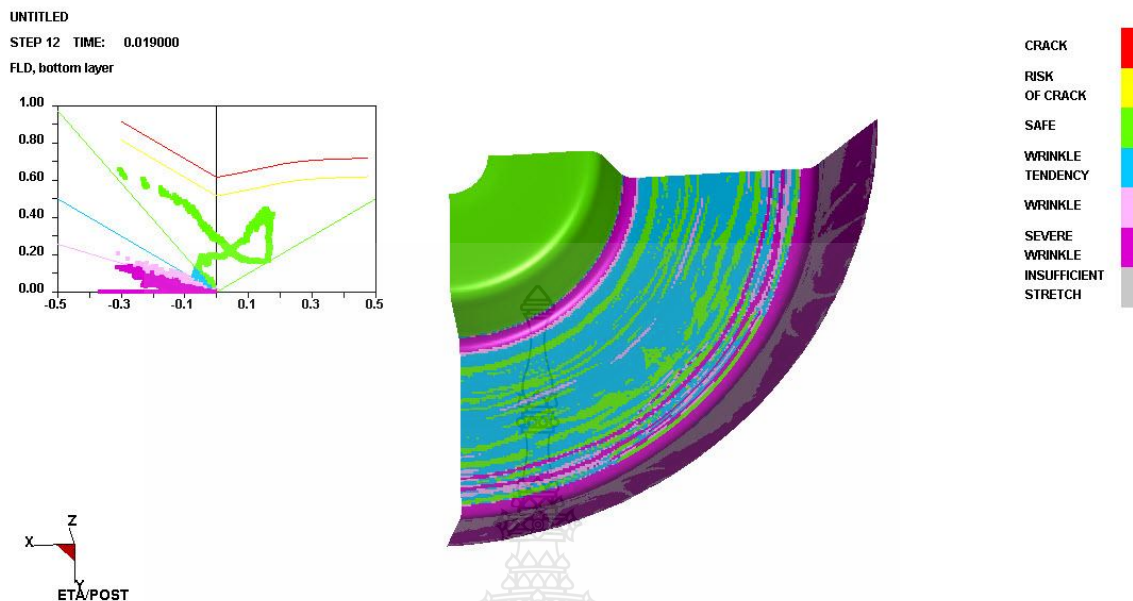 UNTITLED
STEP 12 TIME: 0.019000
FLD, bottom layer
1.00
0.80
0.60
0.40
0.20
0.00
-0.5
-0.3
-0.1
0.1
0.3
0.5
CRACK
RISK
OF CRACK
SAFE
WRINKLE
TENDENCY
WRINKLE
SEVERE
WRINKLE
INSUFFICIENT
STRETCH
Z
X
Y
ETA/POST